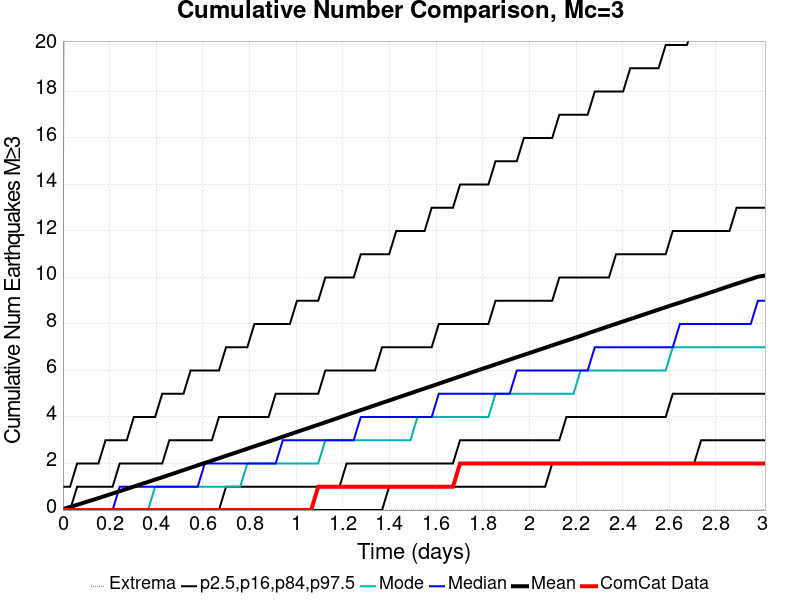 Cumulative Number Comparison, Mc=3
Cumulative Num Earthquakes M≥3
20
18
16
14
12
10
8
6
4
2
0
0 0.2 0.4 0.6 0.8 1 1.2 1.4 1.6 1.8 2 2.2 2.4 2.6 2.8 3
Time (days)
Extrema p2.5,p16,p84,p97.5 Mode Median Mean ComCat Data